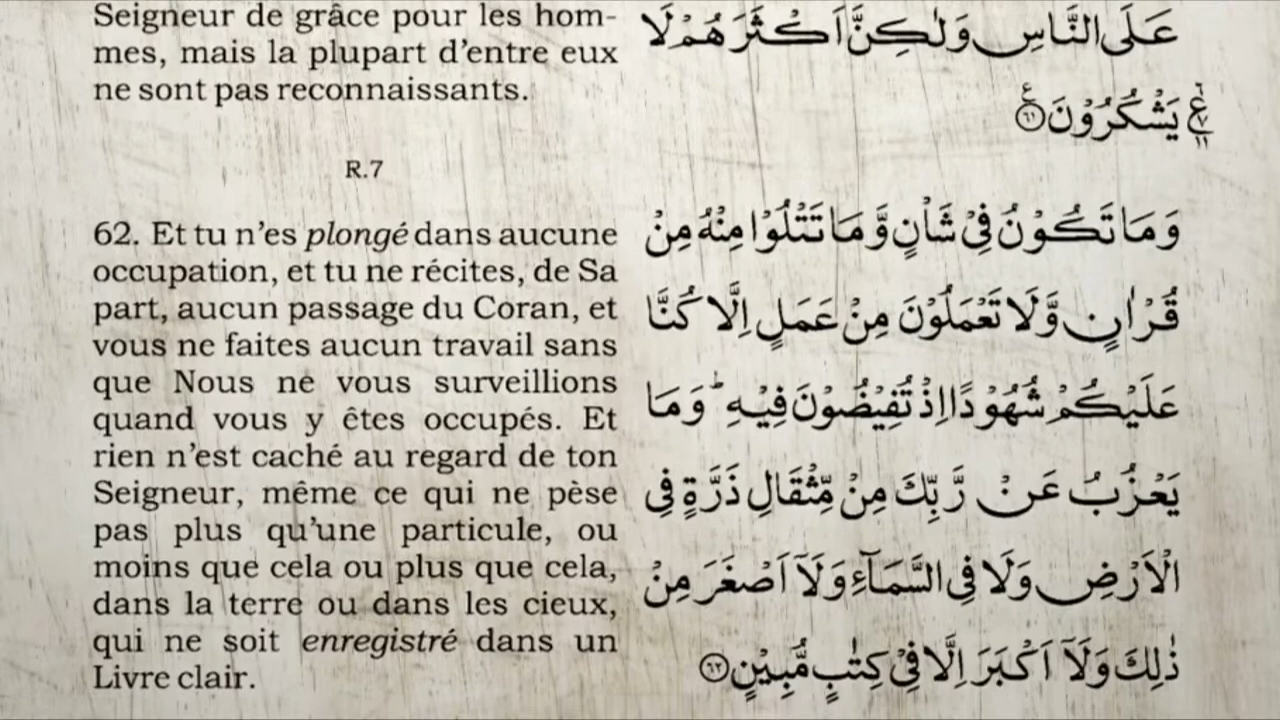 Seigneur de grâce pour les hom-
mes, mais la plupart d’entre eux
ne sont pas reconnaissants.
R.7
62. Et tu n’es plongé dans aucune
occupation, et tu ne récites, de Sa
part, aucun passage du Coran, et
vous ne faites aucun travail sans
que Nous ne vous surveillions
quand vous y êtes occupés. Et
rien n’est caché au regard de ton
Seigneur, même ce qui ne pèse
pas plus qu’une particule, ou
moins que cela ou plus que cela,
dans la terre ou dans les cieux,
qui ne soit enregistré dans un
Livre clair.
عَلَى النَّاسِ وَلٰكِنَّ اَكْثَرَهُمْ لَا
يَشْكُرُوْنَ ۝۶۱
وَمَا تَكُوْنُ فِيْ شَاْنٍ وَّمَا تَتْلُوْا مِنْهُ مِنْ
قُرْاٰنٍ وَّلَا تَعْمَلُوْنَ مِنْ عَمَلٍ اِلَّا كُنَّا
عَلَيْكُمْ شُهُوْدًا اِذْ تُفِيْضُوْنَ فِيْهِ ؕ وَمَا
يَعْزُبُ عَنْ رَّبِّكَ مِنْ مِّثْقَالِ ذَرَّةٍ فِي
الْاَرْضِ وَلَا فِي السَّمَآءِ وَلَاۤ اَصْغَرَ مِنْ
ذٰلِكَ وَلَاۤ اَكْبَرَ اِلَّا فِيْ كِتٰبٍ مُّبِيْنٍ ۝۶۲